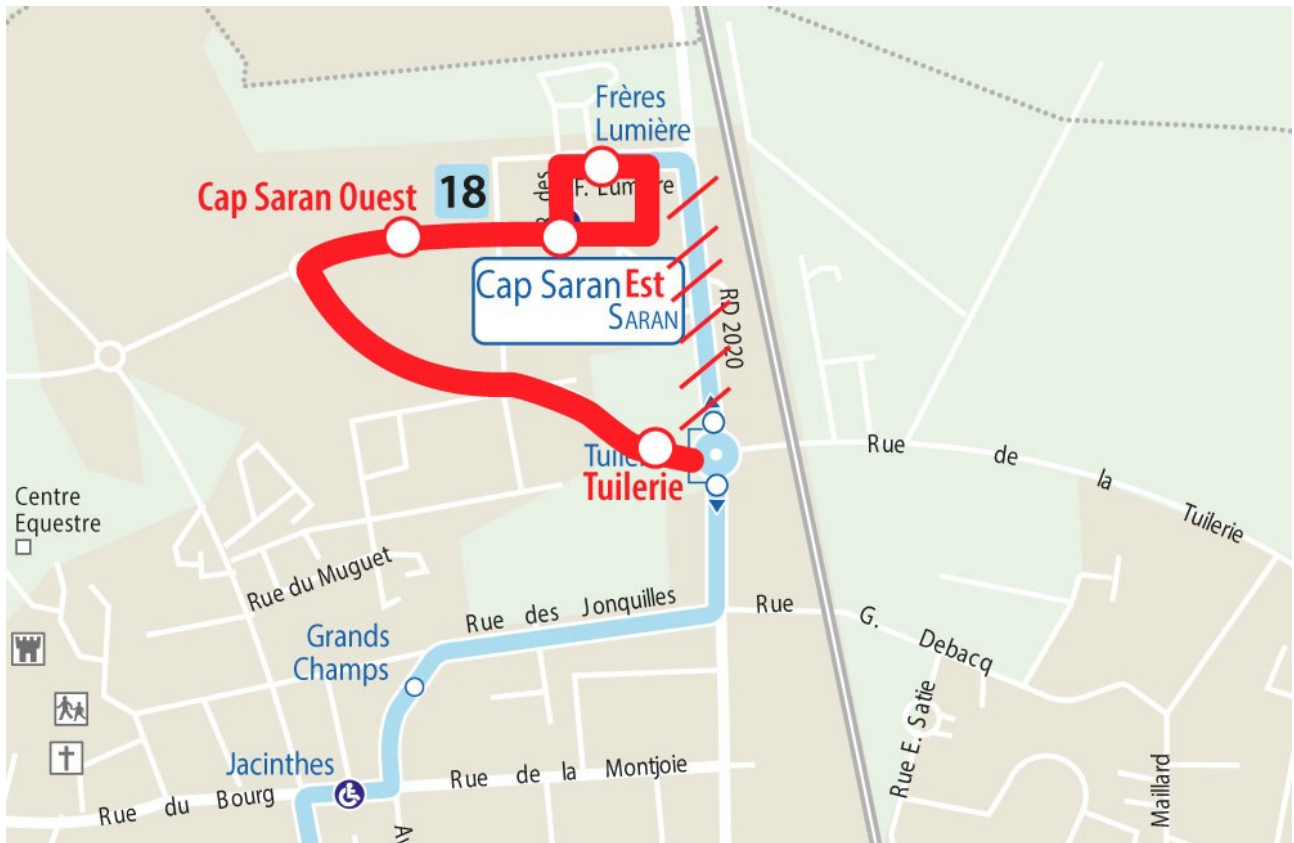 Frères
Lumière
Cap Saran Ouest
18
des
F. Lumière
Cap Saran Est
SARAN
RD 2020
Tuilerie
Rue de la Tuilerie
Centre
Equestre
Rue du Muguet
Rue des Jonquilles
Rue G. Debacq
Grands
Champs
Rue E. Satie
Jacinthes
Rue de la Montjoie
Rue du Bourg
Maillard